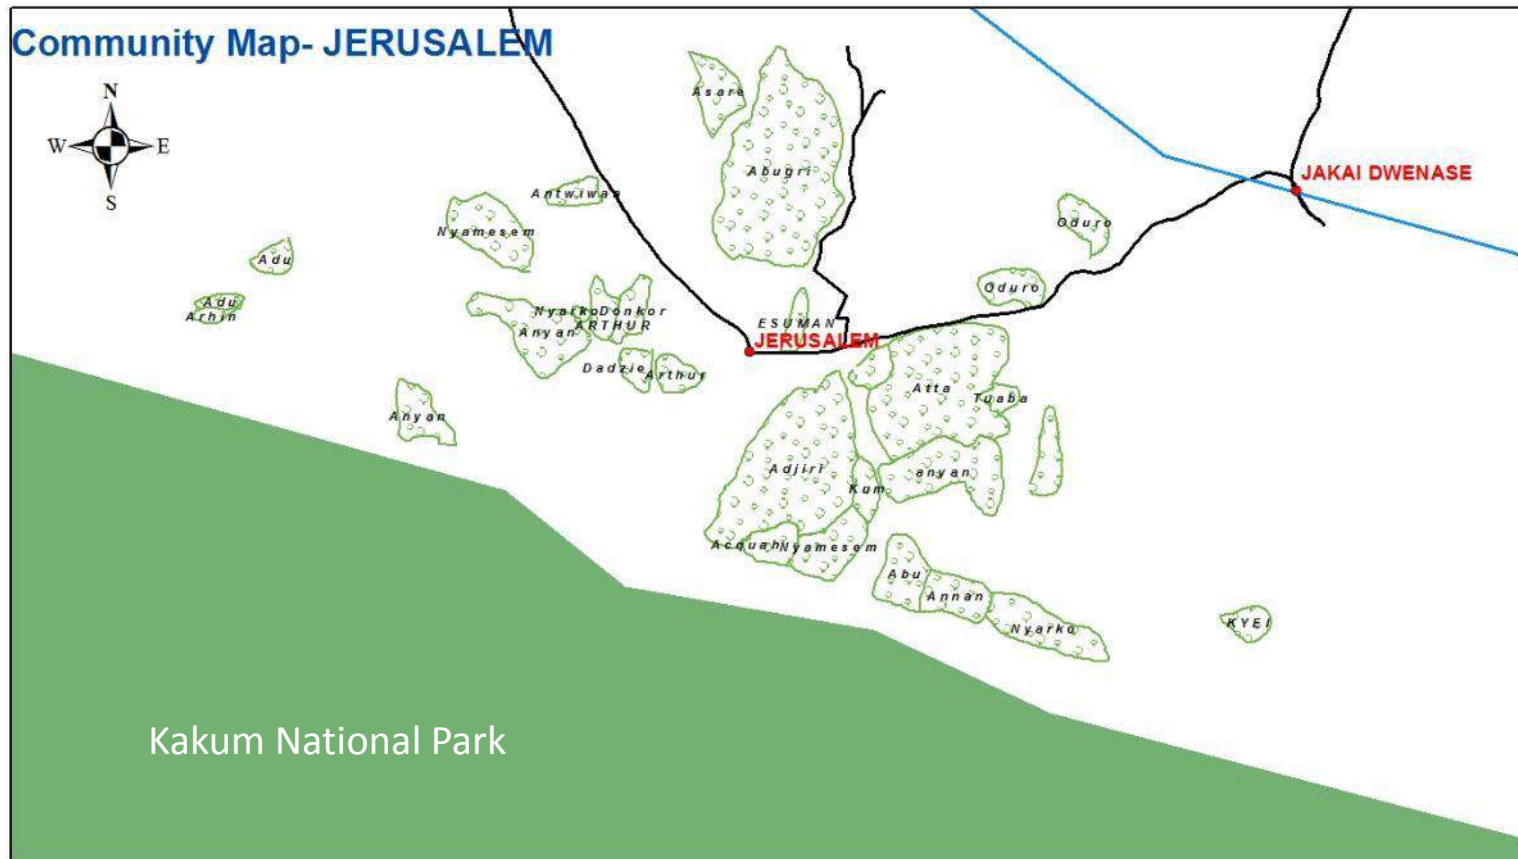 Community Map- JERUSALEM
N
W E
S
Asare
Abugri
JAKAI DWENASE
Antwiwaa
Nyamesem
Oduro
Adu
Oduro
Adu
Arhin
Nyarko Donkor
ARTHUR
Anyan
ESUMAN
JERUSALEM
Dadzie Arthur
Atta
Tuaba
Anyan
Adjiri
anyan
Kum
Acquah Nyamesem
Abu
Annan
Nyarko
KYEI
Kakum National Park